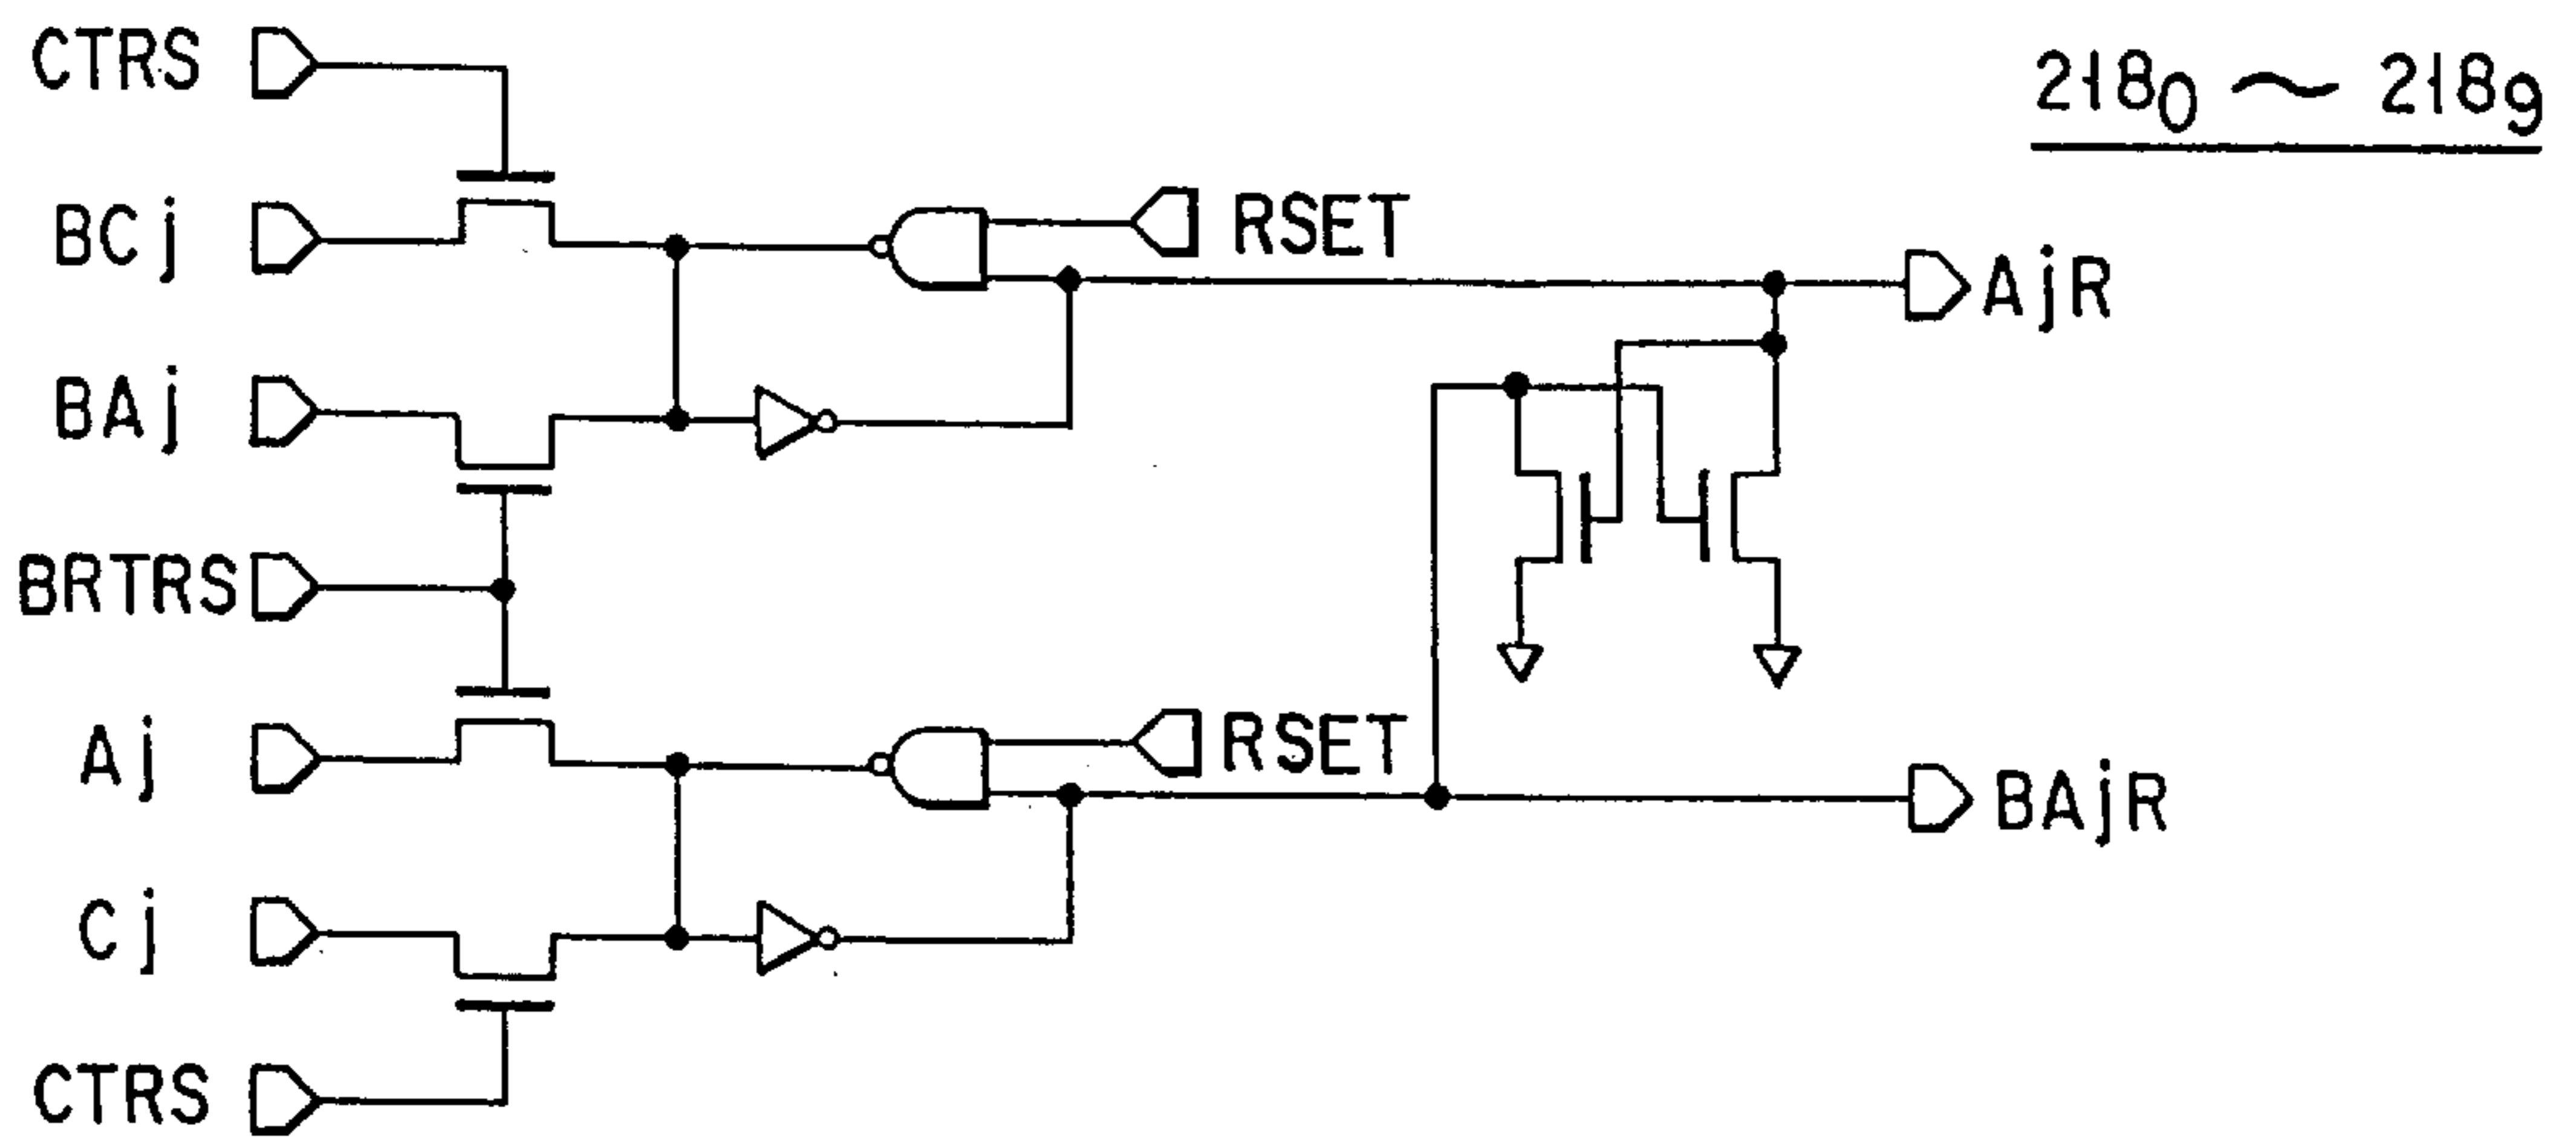 CTRS
218₀ ~ 218₉
BCj
RSET
AjR
BAj
BRTRS
Aj
RSET
BAjR
Cj
CTRS